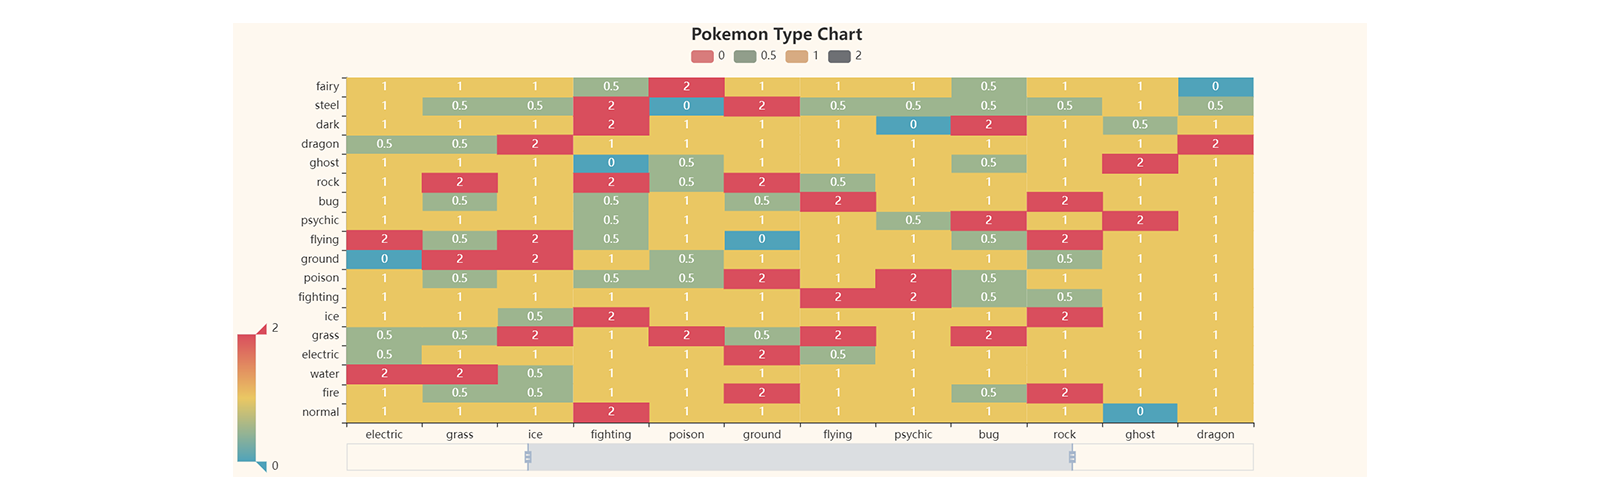 Pokemon Type Chart
0 0.5 1 2
fairy 1 1 1 0.5 2 1 1 1 0.5 1 1 0
steel 1 0.5 0.5 2 0 2 0.5 0.5 0.5 0.5 1 0.5
dark 1 1 1 2 1 1 1 0 2 1 0.5 1
dragon 0.5 0.5 2 1 1 1 1 1 1 1 1 2
ghost 1 1 1 0 0.5 1 1 1 0.5 1 2 1
rock 1 2 1 2 0.5 2 0.5 1 1 1 1 1
bug 1 0.5 1 0.5 1 0.5 2 1 1 2 1 1
psychic 1 1 1 0.5 1 1 1 0.5 2 1 2 1
flying 2 0.5 2 0.5 1 0 1 1 0.5 2 1 1
ground 0 2 2 1 0.5 1 1 1 1 0.5 1 1
poison 1 0.5 1 0.5 0.5 2 1 2 0.5 1 1 1
fighting 1 1 1 1 1 1 2 2 0.5 0.5 1 1
ice 1 1 0.5 2 1 1 1 1 1 2 1 1
2
grass 0.5 0.5 2 1 2 0.5 2 1 2 1 1 1
electric 0.5 1 1 1 1 2 0.5 1 1 1 1 1
water 2 2 0.5 1 1 1 1 1 1 1 1 1
fire 1 0.5 0.5 1 1 2 1 1 0.5 2 1 1
normal 1 1 1 2 1 1 1 1 1 1 0 1
electric grass ice fighting poison ground flying psychic bug rock ghost dragon
0